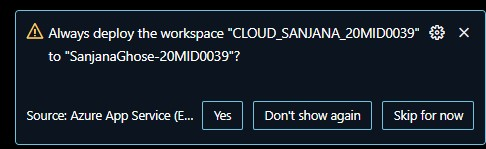 Always deploy the workspace "CLOUD_SANJANA_20MID0039"
to "SanjanaGhose-20MID0039"?
Source: Azure App Service (E... Yes Don't show again Skip for now